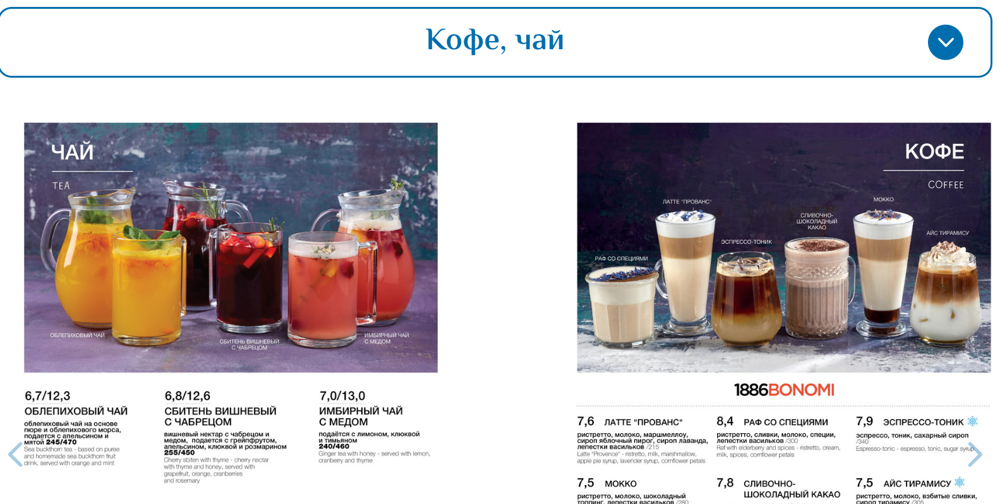 Кофе, чай
ЧАЙ
TEA
ОБЛЕПИХОВЫЙ ЧАЙ
СБИТЕНЬ ВИШНЕВЫЙ
С ЧАБРЕЦОМ
ИМБИРНЫЙ ЧАЙ
С МЕДОМ
6,7/12,3
ОБЛЕПИХОВЫЙ ЧАЙ
облепиховый чай на основе
пюре и облепихового морса,
подается с апельсином и
мятой 245/470
Sea buckthorn tea - based on puree
and homemade sea buckthorn fruit
drink, served with orange and mint
6,8/12,6
СБИТЕНЬ ВИШНЕВЫЙ
С ЧАБРЕЦОМ
вишневый нектар с чабрецом и
медом, подается с грейпфрутом,
апельсином, клюквой и розмарином
255/450
Cherry sbiten with thyme - cherry nectar
with thyme and honey, served with
grapefruit, orange, cranberries
and rosemary
7,0/13,0
ИМБИРНЫЙ ЧАЙ
С МЕДОМ
подаётся с лимоном, клюквой
и тимьяном
240/460
Ginger tea with honey - served with lemon,
cranberry and thyme
КОФЕ
COFFEE
РАФ СО СПЕЦИЯМИ
ЛАТТЕ "ПРОВАНС"
ЭСПРЕССО-ТОНИК
СЛИВОЧНО-
ШОКОЛАДНЫЙ
КАКАО
МОККО
АЙС ТИРАМИСУ
1886BONOMI
7,6 ЛАТТЕ "ПРОВАНС"
ристретто, молоко, маршмеллоу,
сироп яблочный пирог, сироп лаванда,
лепестки васильков /215
Latte "Provence" - ristretto, milk, marshmallow,
apple pie syrup, lavender syrup, cornflower petals
8,4 РАФ СО СПЕЦИЯМИ
ристретто, сливки, молоко, специи,
лепестки васильков /300
Raf with elderberry and spices - ristretto, cream,
milk, spices, cornflower petals
7,9 ЭСПРЕССО-ТОНИК
эспрессо, тоник, сахарный сироп
/340
Espresso-tonic - espresso, tonic, sugar syrup
7,5 МОККО
ристретто, молоко, шоколадный
топпинг, лепестки васильков /280
7,8 СЛИВОЧНО-
ШОКОЛАДНЫЙ КАКАО
7,5 АЙС ТИРАМИСУ
ристретто, молоко, взбитые сливки,
сироп тирамису /305